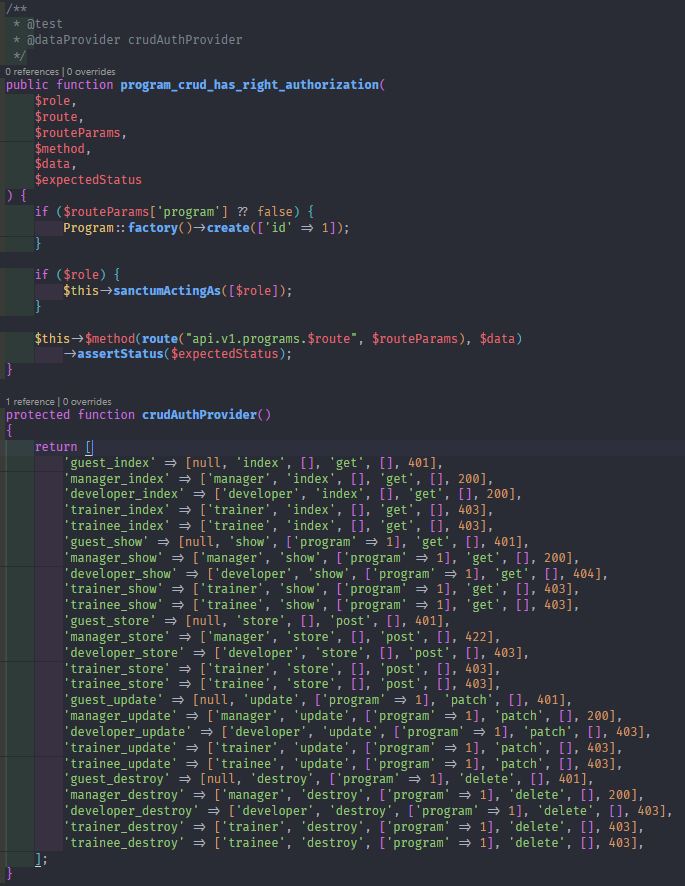 /**
 * @test
 * @dataProvider crudAuthProvider
 */
0 references | 0 overrides
public function program_crud_has_right_authorization(
    $role,
    $route,
    $routeParams,
    $method,
    $data,
    $expectedStatus
) {
    if ($routeParams['program'] ?? false) {
        Program::factory()->create(['id' => 1]);
    }

    if ($role) {
        $this->sanctumActingAs([$role]);
    }

    $this->$method(route("api.v1.programs.$route", $routeParams), $data)
        ->assertStatus($expectedStatus);
}

1 reference | 0 overrides
protected function crudAuthProvider()
{
    return [
        'guest_index' => [null, 'index', [], 'get', [], 401],
        'manager_index' => ['manager', 'index', [], 'get', [], 200],
        'developer_index' => ['developer', 'index', [], 'get', [], 200],
        'trainer_index' => ['trainer', 'index', [], 'get', [], 403],
        'trainee_index' => ['trainee', 'index', [], 'get', [], 403],
        'guest_show' => [null, 'show', ['program' => 1], 'get', [], 401],
        'manager_show' => ['manager', 'show', ['program' => 1], 'get', [], 200],
        'developer_show' => ['developer', 'show', ['program' => 1], 'get', [], 404],
        'trainer_show' => ['trainer', 'show', ['program' => 1], 'get', [], 403],
        'trainee_show' => ['trainee', 'show', ['program' => 1], 'get', [], 403],
        'guest_store' => [null, 'store', [], 'post', [], 401],
        'manager_store' => ['manager', 'store', [], 'post', [], 422],
        'developer_store' => ['developer', 'store', [], 'post', [], 403],
        'trainer_store' => ['trainer', 'store', [], 'post', [], 403],
        'trainee_store' => ['trainee', 'store', [], 'post', [], 403],
        'guest_update' => [null, 'update', ['program' => 1], 'patch', [], 401],
        'manager_update' => ['manager', 'update', ['program' => 1], 'patch', [], 200],
        'developer_update' => ['developer', 'update', ['program' => 1], 'patch', [], 403],
        'trainer_update' => ['trainer', 'update', ['program' => 1], 'patch', [], 403],
        'trainee_update' => ['trainee', 'update', ['program' => 1], 'patch', [], 403],
        'guest_destroy' => [null, 'destroy', ['program' => 1], 'delete', [], 401],
        'manager_destroy' => ['manager', 'destroy', ['program' => 1], 'delete', [], 200],
        'developer_destroy' => ['developer', 'destroy', ['program' => 1], 'delete', [], 403],
        'trainer_destroy' => ['trainer', 'destroy', ['program' => 1], 'delete', [], 403],
        'trainee_destroy' => ['trainee', 'destroy', ['program' => 1], 'delete', [], 403],
    ];
}